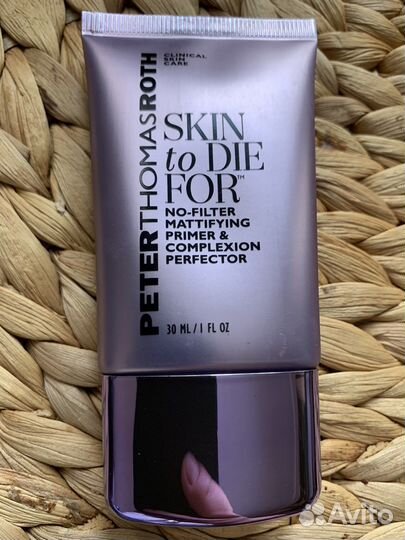 PETERTHOMASROTH
CLINICAL
SKIN
CARE
SKIN
to DIE
FOR™
NO-FILTER
MATTIFYING
PRIMER &
COMPLEXION
PERFECTOR
30 ML/1 FL OZ
Avito